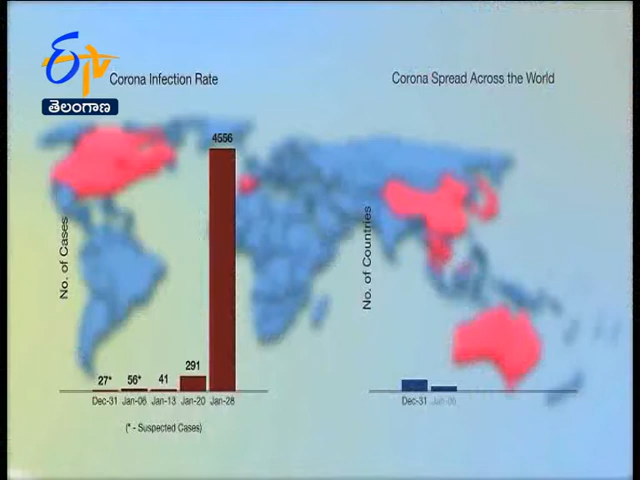 ETV
తెలంగాణ
Corona Infection Rate
Corona Spread Across the World
No. of Cases
4556
291
41
56*
27*
Dec-31 Jan-06 Jan-13 Jan-20 Jan-28
(* - Suspected Cases)
No. of Countries
Dec-31 Jan-06